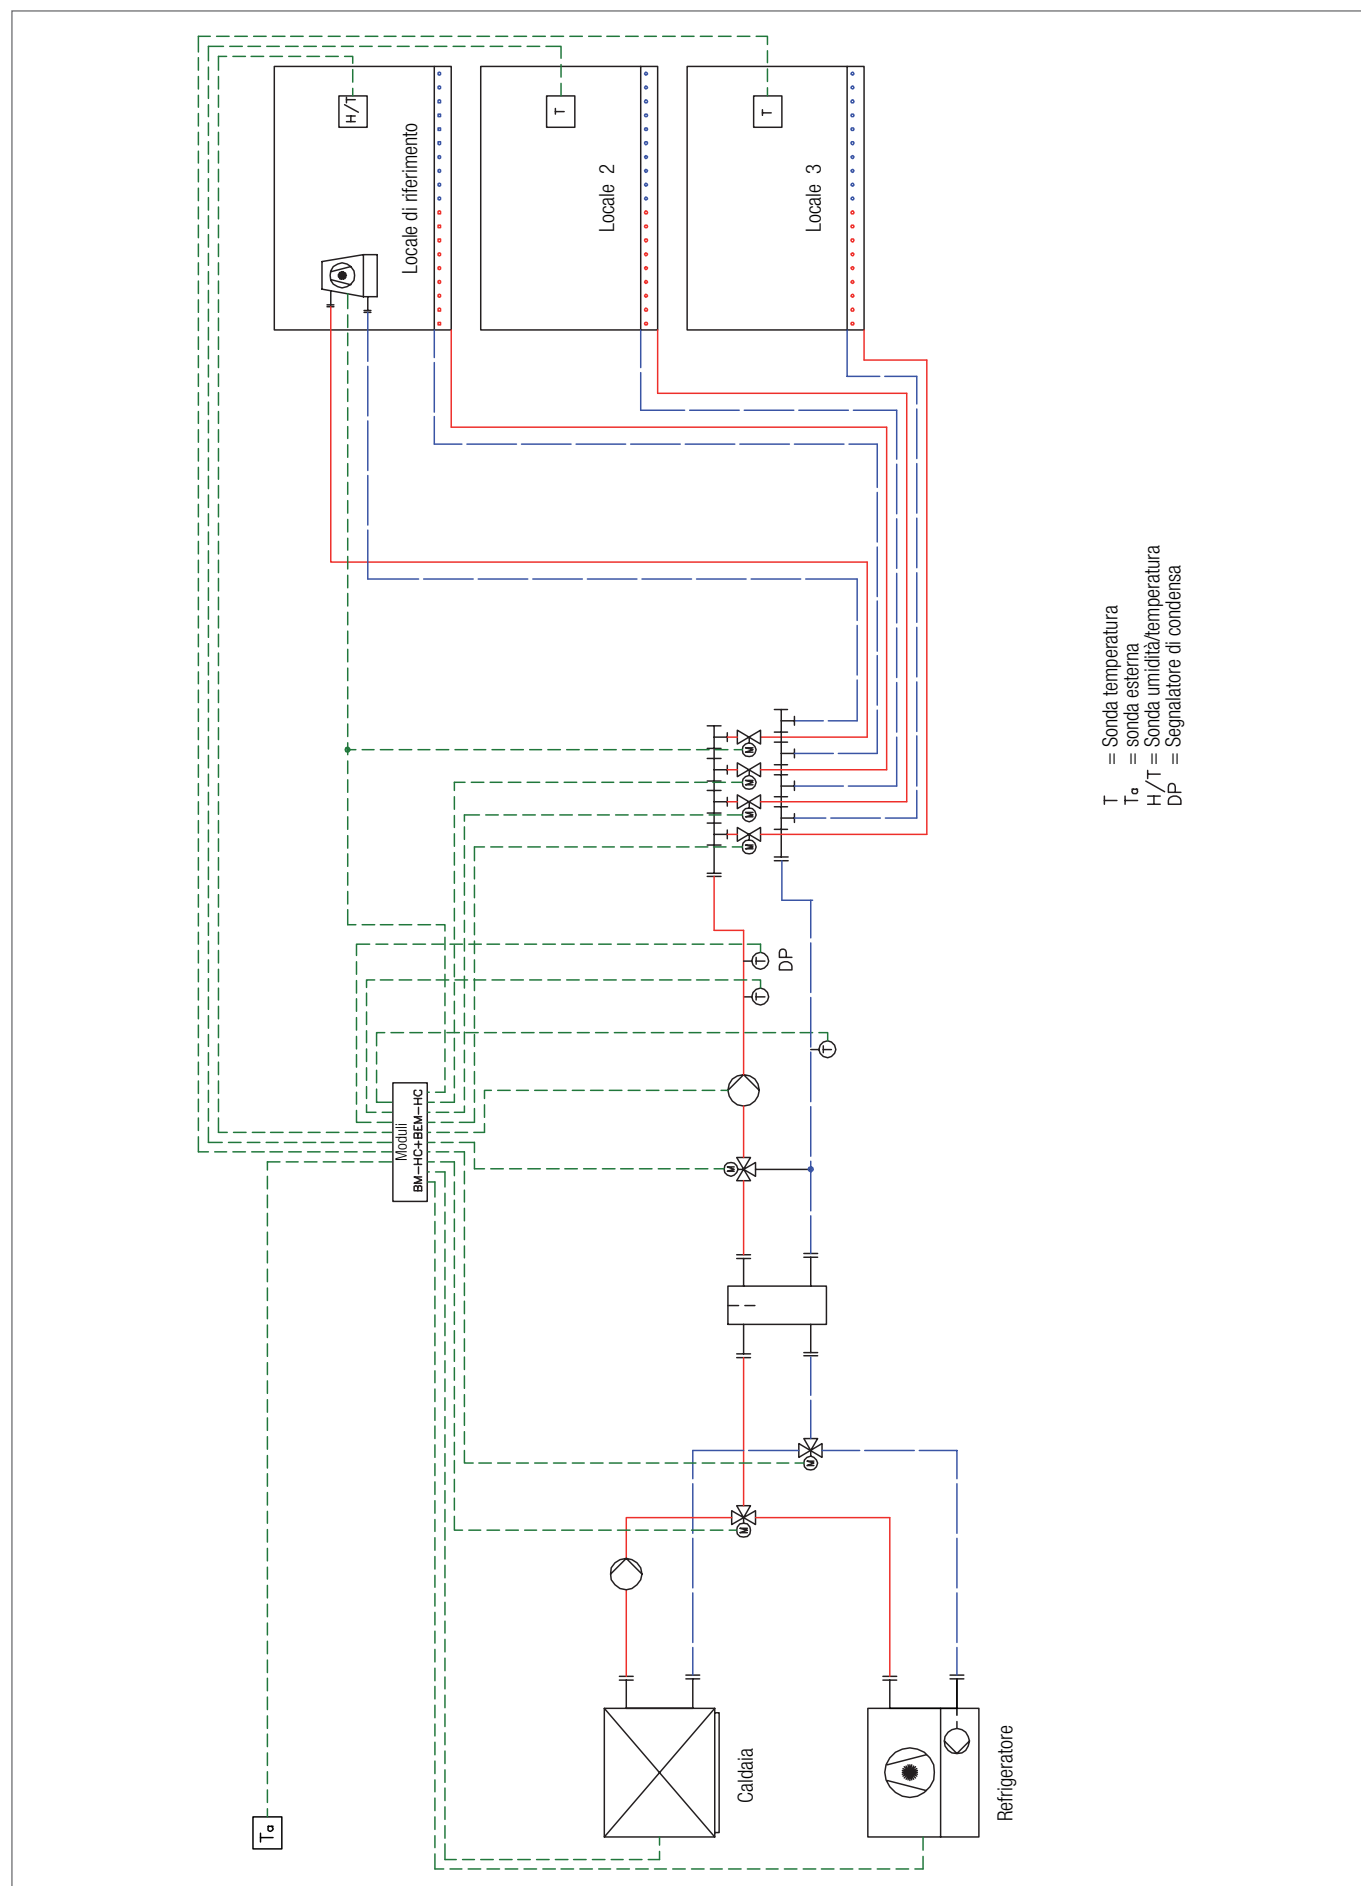 Ta
Caldaia
Refrigeratore
M
M
Moduli
BM-HC+BEM-HC
M
T
T
T
DP
M
M
M
M
Locale di riferimento
H/T
Locale 2
T
Locale 3
T
T = Sonda temperatura
Ta = sonda esterna
H/T = Sonda umidità/temperatura
DP = Segnalatore di condensa